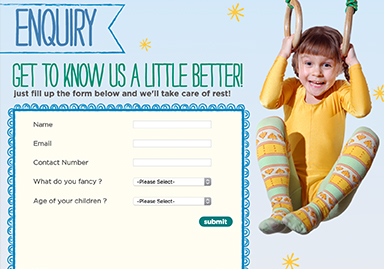 ENQUIRY
GET TO KNOW US A LITTLE BETTER!
just fill up the form below and we'll take care of rest!
Name
Email
Contact Number
What do you fancy ? -Please Select-
Age of your children ? -Please Select-
submit